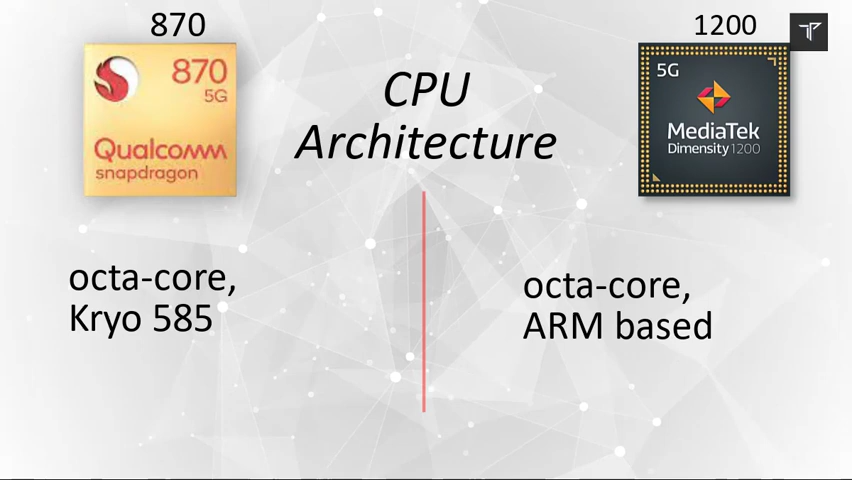 870
1200
870
5G
Qualcomm
snapdragon
CPU
Architecture
5G
MediaTek
Dimensity 1200
octa-core,
Kryo 585
octa-core,
ARM based